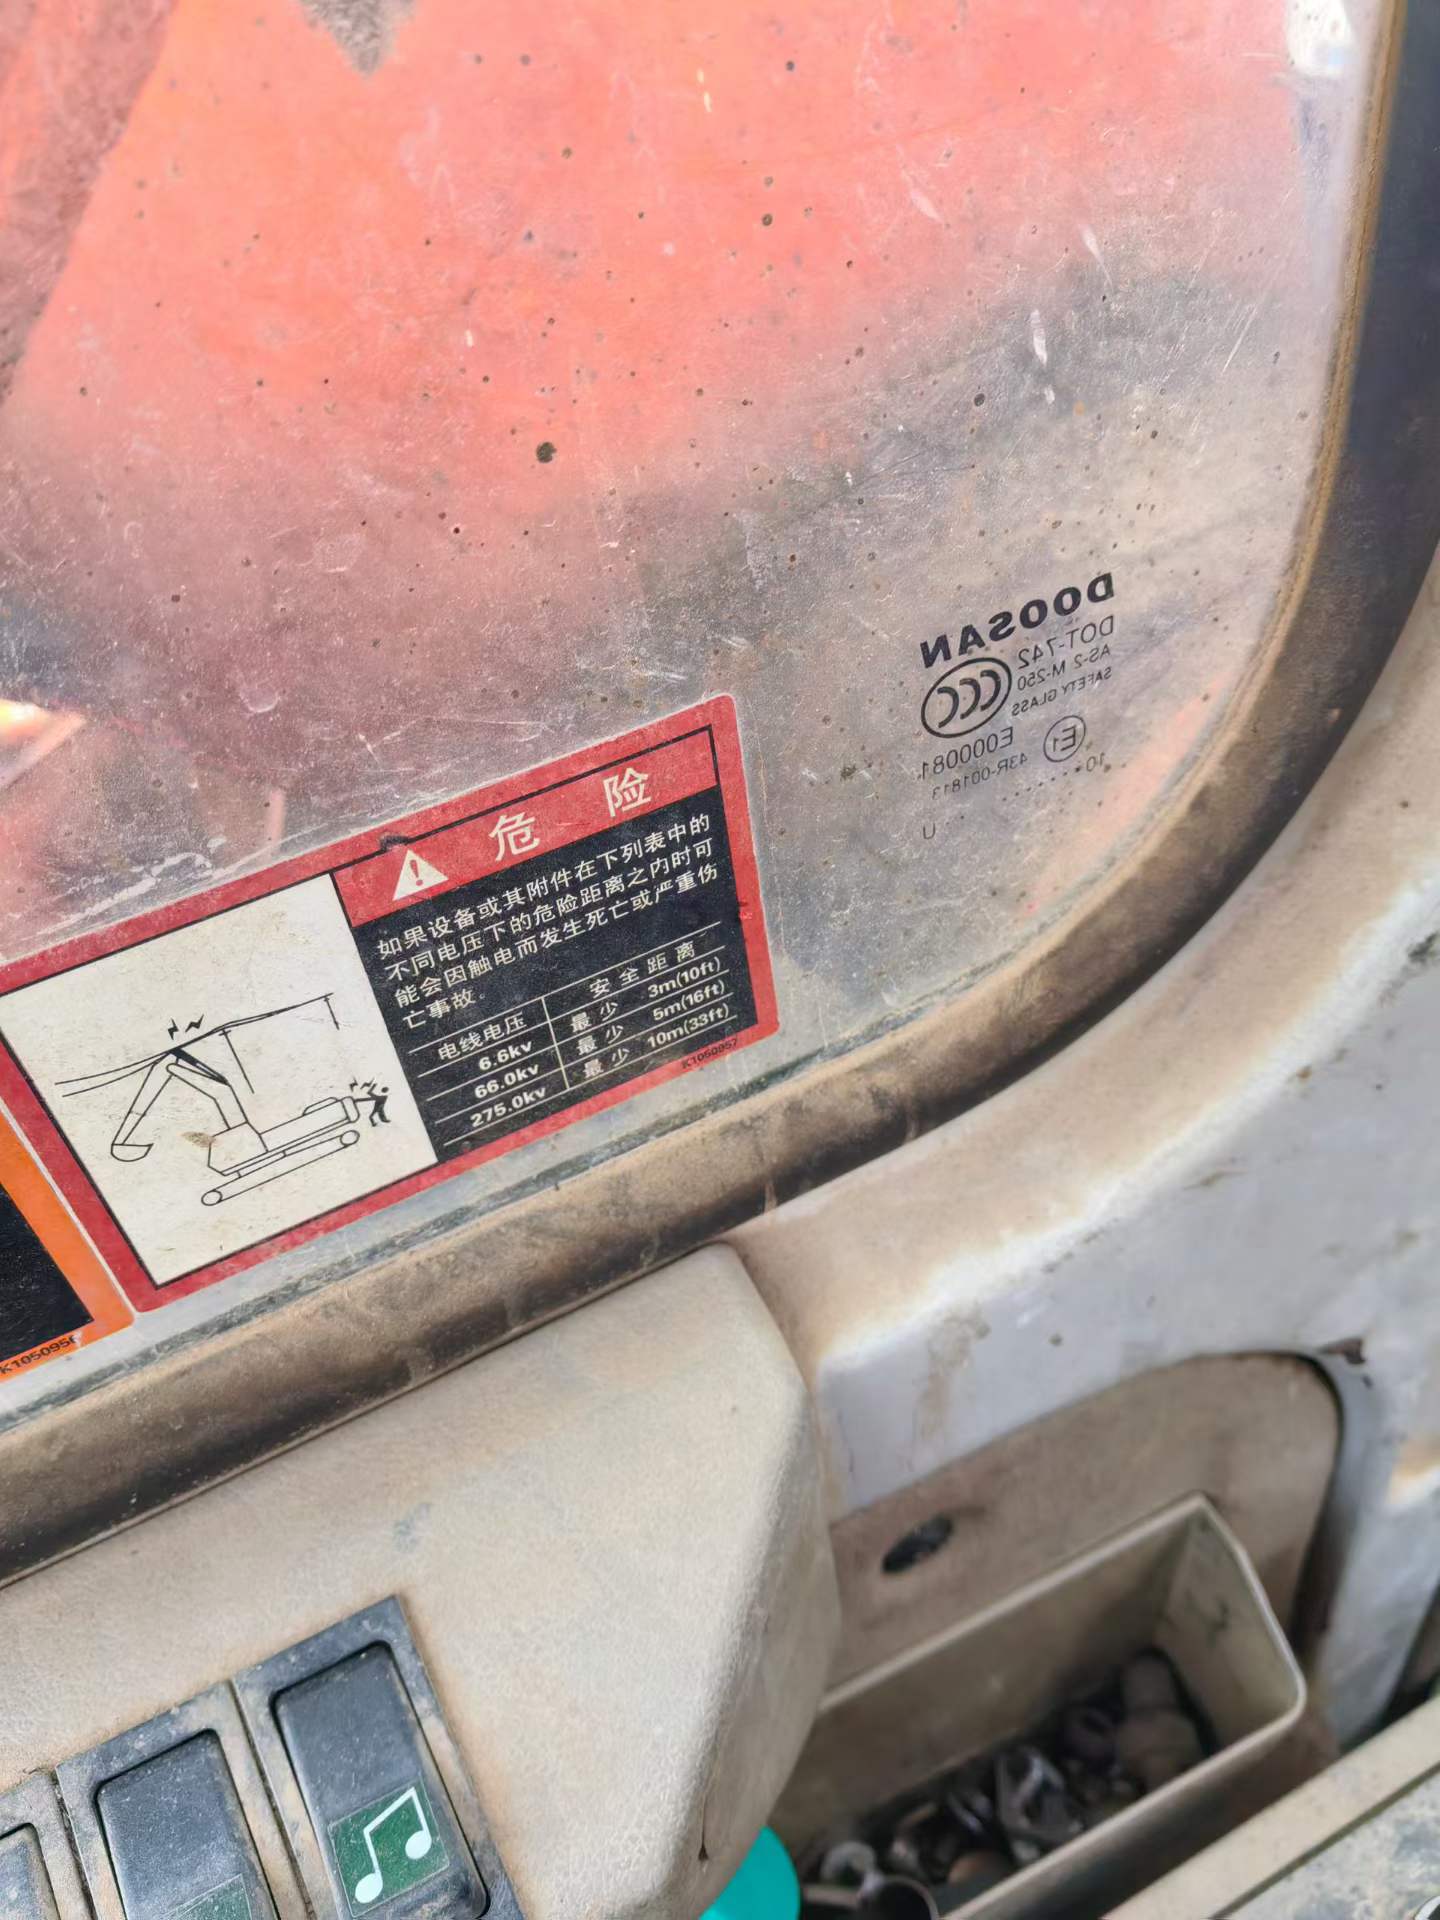 DOOSAN
DOT-742
AS-2 M-250
SAFETY GLASS
CCC
E1
E000081
43R-001813
10
U
危险
如果设备或其附件在下列表中的
不同电压下的危险距离之内时可
能会因触电而发生死亡或严重伤
亡事故。
电线电压 安全距离
6.6kv 最少 3m(10ft)
66.0kv 最少 5m(16ft)
275.0kv 最少 10m(33ft)
K1050957
K1050956